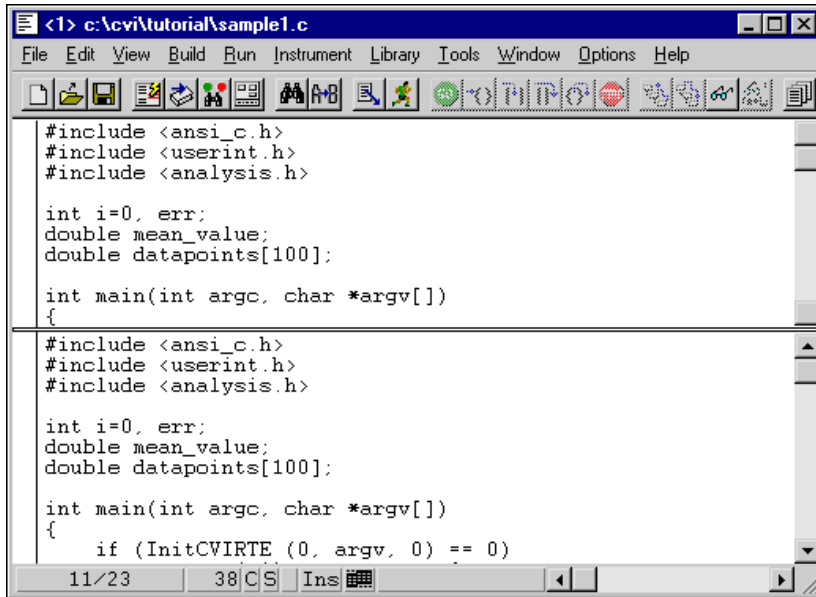 <1> c:\cvi\tutorial\sample1.c
File Edit View Build Run Instrument Library Tools Window Options Help
#include <ansi_c.h>
#include <userint.h>
#include <analysis.h>
int i=0, err;
double mean_value;
double datapoints[100];
int main(int argc, char *argv[])
{
#include <ansi_c.h>
#include <userint.h>
#include <analysis.h>
int i=0, err;
double mean_value;
double datapoints[100];
int main(int argc, char *argv[])
{
if (InitCVIRTE (0, argv, 0) == 0)
11/23 38 C S Ins